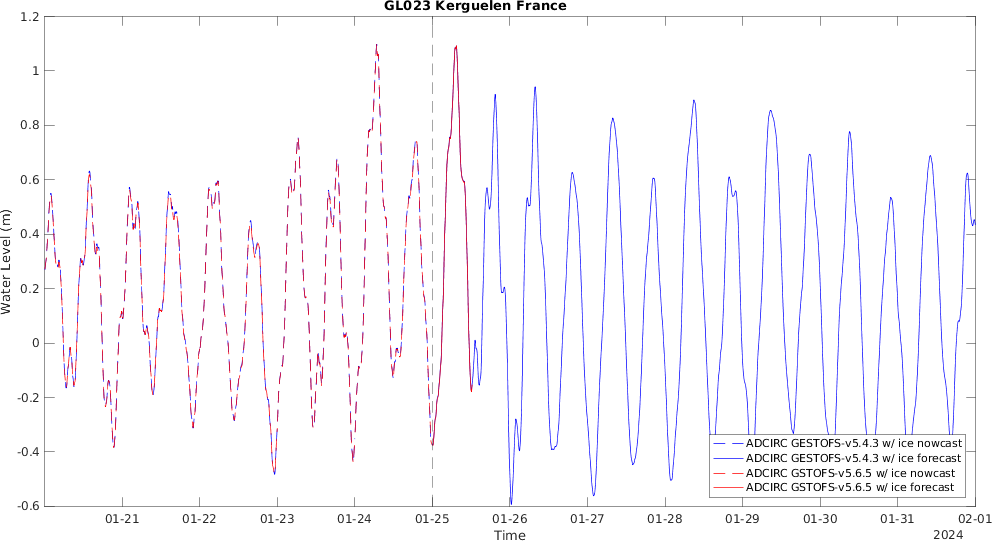 GL023 Kerguelen France
Water Level (m)
1.2
1
0.8
0.6
0.4
0.2
0
-0.2
-0.4
-0.6
ADCIRC GESTOFS-v5.4.3 w/ ice nowcast
ADCIRC GESTOFS-v5.4.3 w/ ice forecast
ADCIRC GSTOFS-v5.6.5 w/ ice nowcast
ADCIRC GSTOFS-v5.6.5 w/ ice forecast
01-21 01-22 01-23 01-24 01-25 01-26 01-27 01-28 01-29 01-30 01-31 02-01
Time
2024